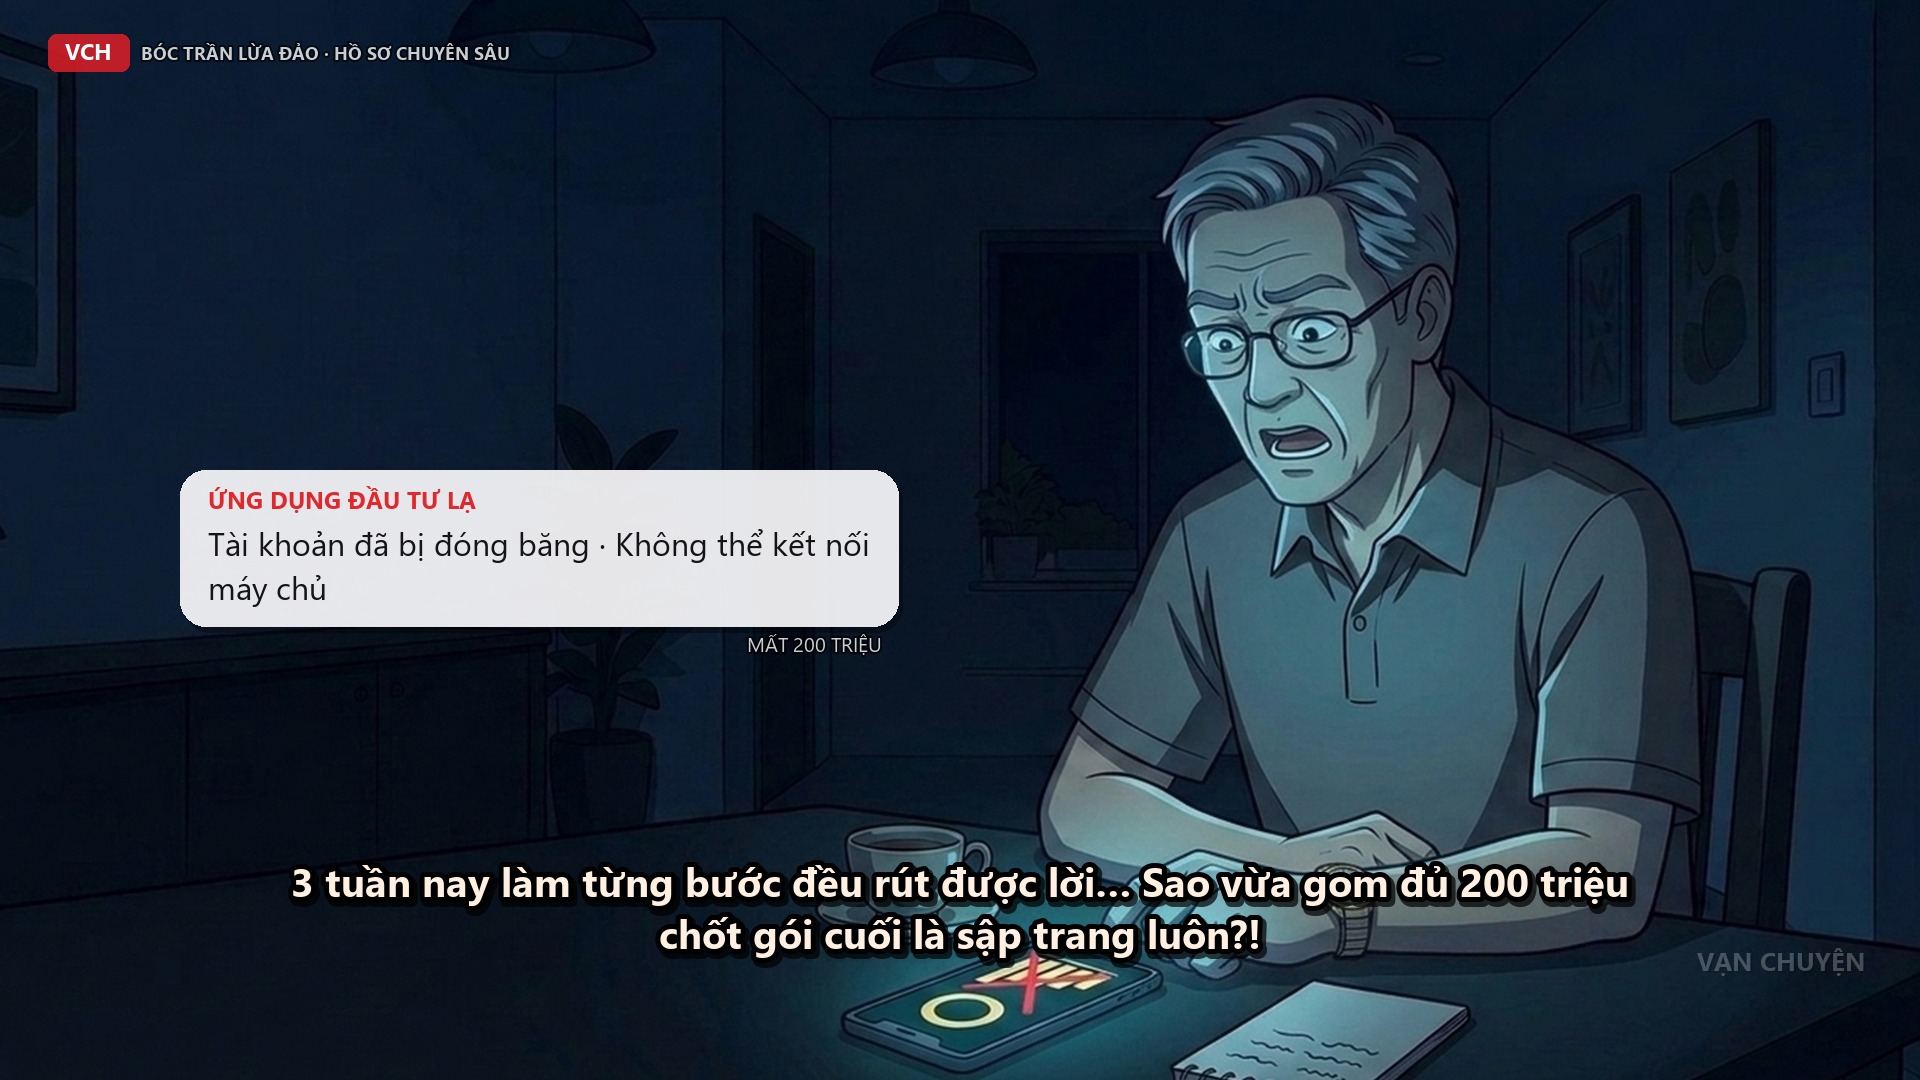 VCH
BÓC TRẦN LỪA ĐẢO · HỒ SƠ CHUYÊN SÂU
ỨNG DỤNG ĐẦU TƯ LẠ
Tài khoản đã bị đóng băng · Không thể kết nối
máy chủ
MẤT 200 TRIỆU
3 tuần nay làm từng bước đều rút được lời... Sao vừa gom đủ 200 triệu
chốt gói cuối là sập trang luôn?!
VẠN CHUYỆN